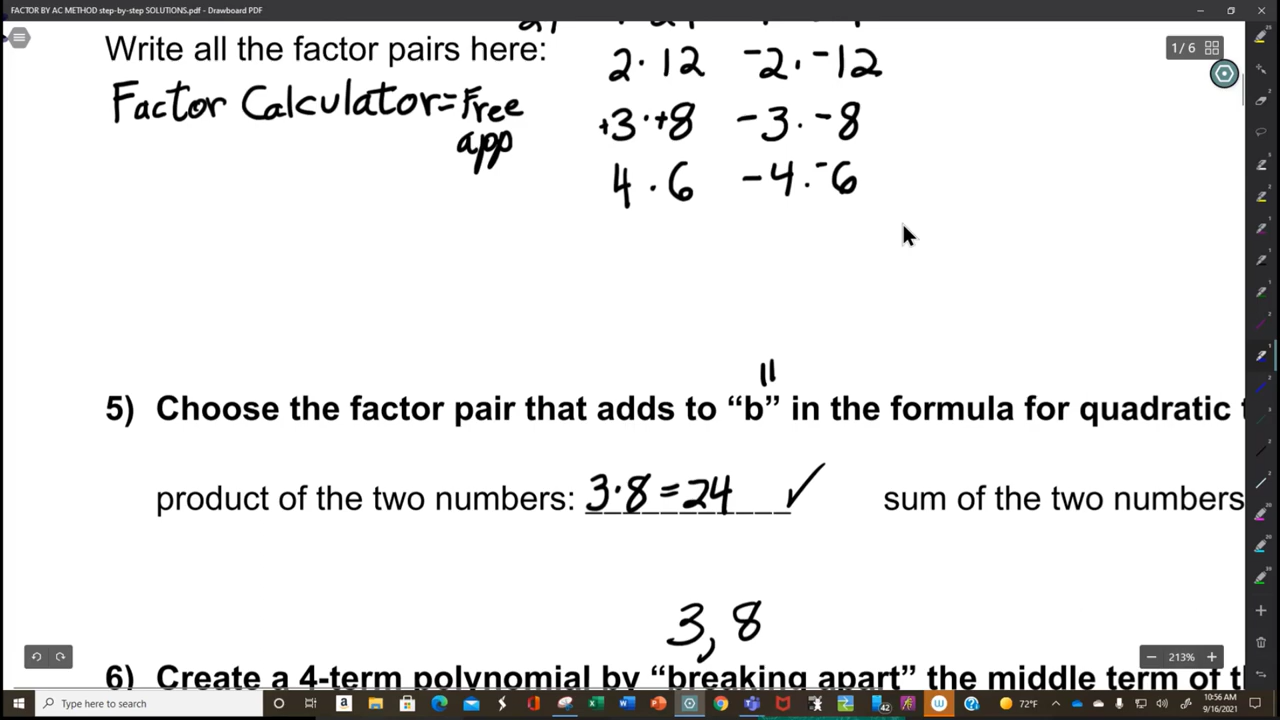 FACTOR BY AC METHOD step-by-step SOLUTIONS.pdf - Drawboard PDF
1 / 6
Write all the factor pairs here:
2 · 12 -2 · -12
Factor Calculator = Free app
+3 · +8 -3 · -8
4 · 6 -4 · -6
11
5) Choose the factor pair that adds to “b” in the formula for quadratic
product of the two numbers: 3·8 = 24 ✓ sum of the two numbers
3, 8
213%
6) Create a 4-term polynomial by “breaking apart” the middle term of
Type here to search
42
72°F
10:56 AM
9/16/2021